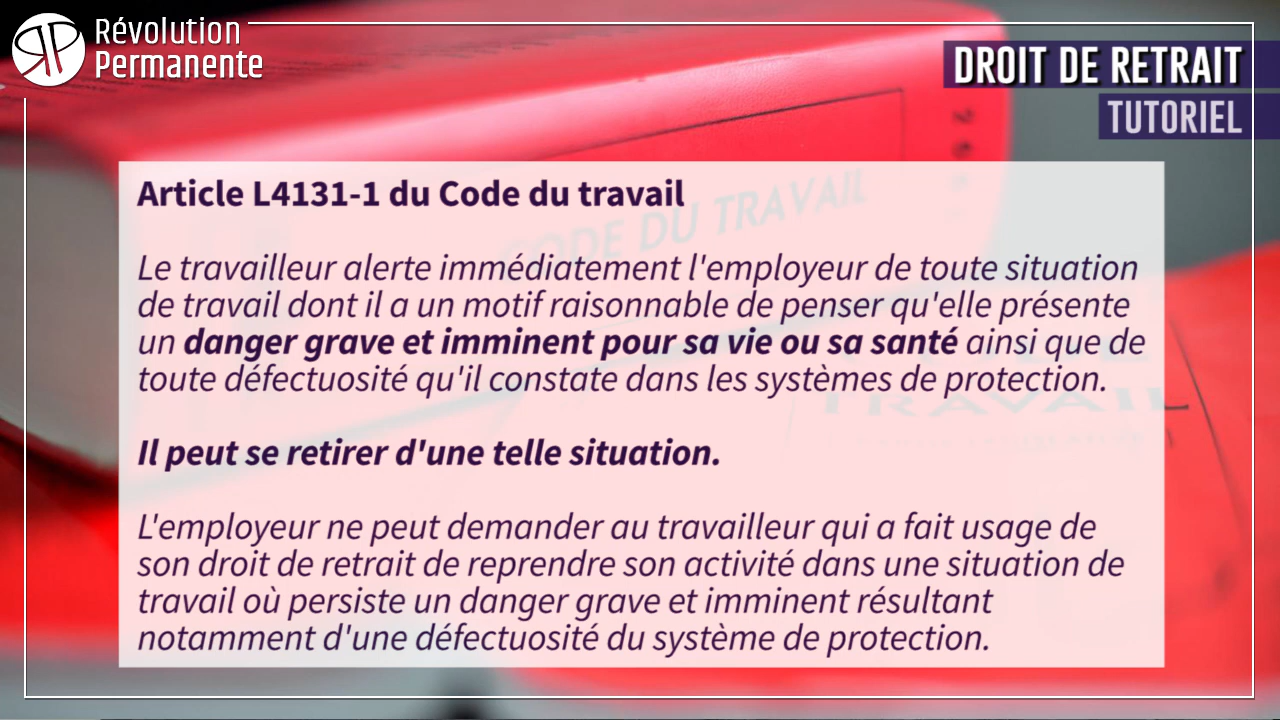 Révolution
Permanente
DROIT DE RETRAIT
TUTORIEL
Article L4131-1 du Code du travail
Le travailleur alerte immédiatement l'employeur de toute situation
de travail dont il a un motif raisonnable de penser qu'elle présente
un danger grave et imminent pour sa vie ou sa santé ainsi que de
toute défectuosité qu'il constate dans les systèmes de protection.
Il peut se retirer d'une telle situation.
L'employeur ne peut demander au travailleur qui a fait usage de
son droit de retrait de reprendre son activité dans une situation de
travail où persiste un danger grave et imminent résultant
notamment d'une défectuosité du système de protection.
CODE DU TRAVAIL
TRAVAIL